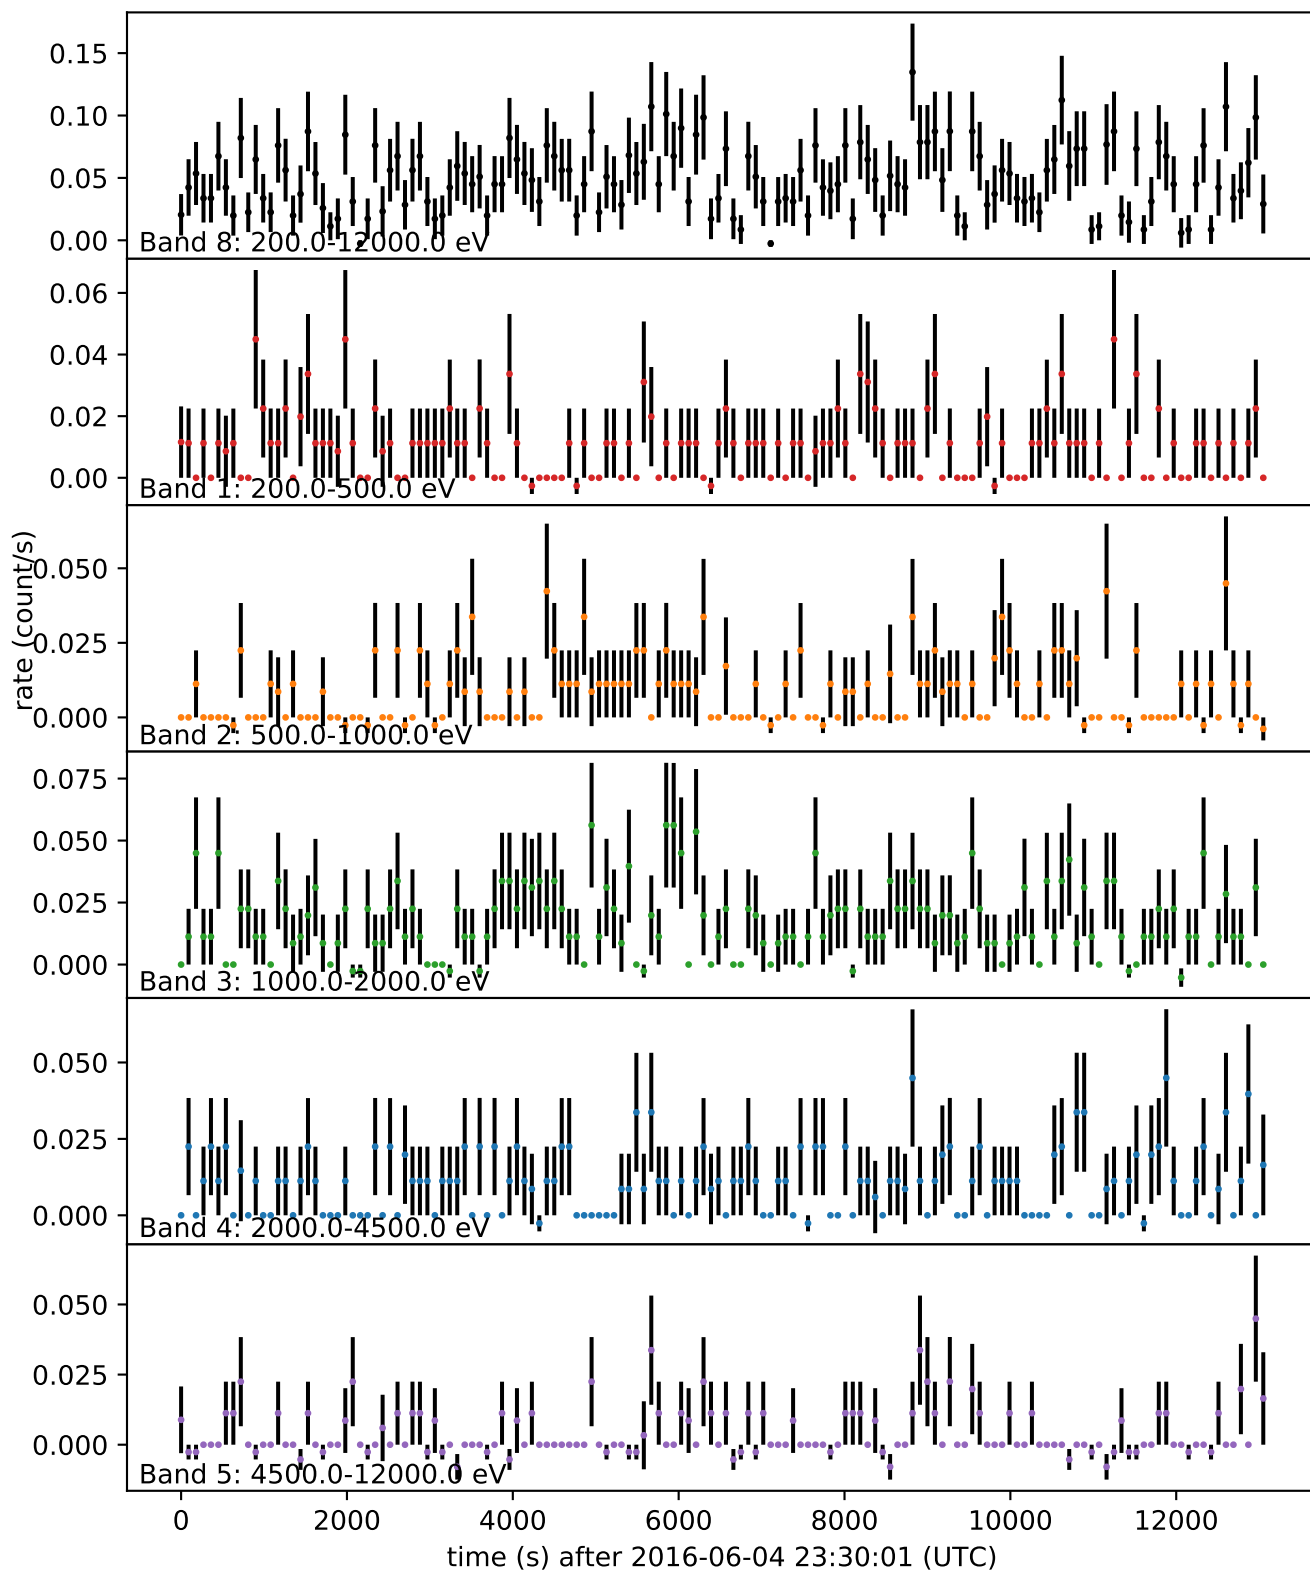 0.15
0.10
0.05
0.00
Band 8: 200.0-12000.0 eV
0.06
0.04
0.02
0.00
Band 1: 200.0-500.0 eV
rate (count/s)
0.050
0.025
0.000
Band 2: 500.0-1000.0 eV
0.075
0.050
0.025
0.000
Band 3: 1000.0-2000.0 eV
0.050
0.025
0.000
Band 4: 2000.0-4500.0 eV
0.050
0.025
0.000
Band 5: 4500.0-12000.0 eV
0 2000 4000 6000 8000 10000 12000
time (s) after 2016-06-04 23:30:01 (UTC)